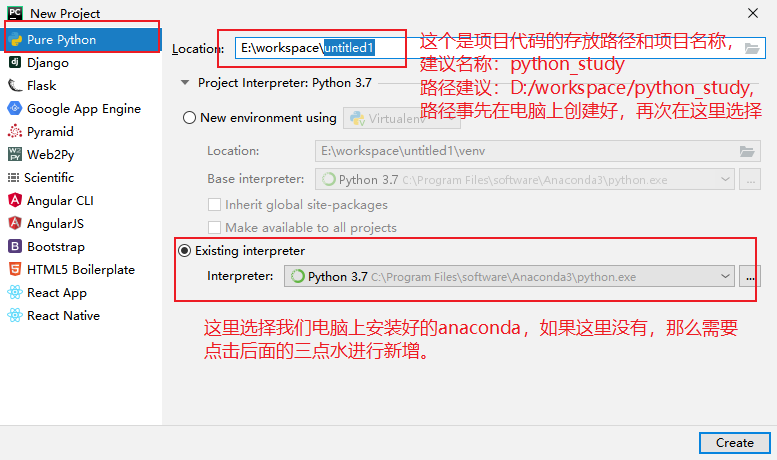 New Project
Pure Python
Django
Flask
Google App Engine
Pyramid
Web2Py
Scientific
Angular CLI
AngularJS
Bootstrap
HTML5 Boilerplate
React App
React Native
Location: E:\workspace\untitled1
这个是项目代码的存放路径和项目名称，
建议名称：python_study
路径建议：D:/workspace/python_study,
路径事先在电脑上创建好，再次在这里选择
Project Interpreter: Python 3.7
New environment using Virtualenv
Location: E:\workspace\untitled1\venv
Base interpreter: Python 3.7 C:\Program Files\software\Anaconda3\python.exe ...
Inherit global site-packages
Make available to all projects
Existing interpreter
Interpreter: Python 3.7 C:\Program Files\software\Anaconda3\python.exe ...
这里选择我们电脑上安装好的anaconda，如果这里没有，那么需要
点击后面的三点水进行新增。
Create